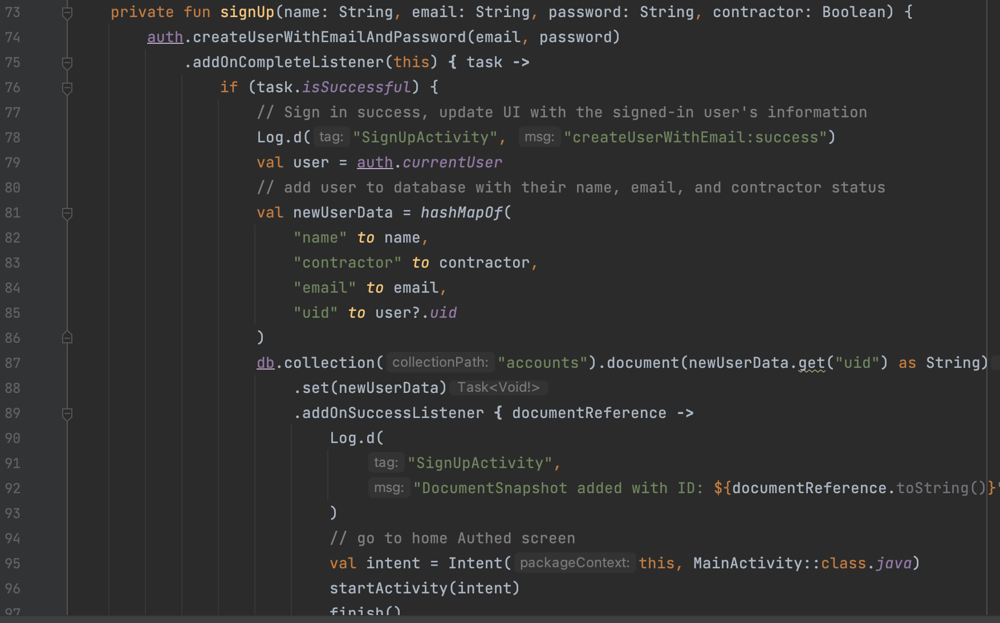 73 private fun signUp(name: String, email: String, password: String, contractor: Boolean) {
74 auth.createUserWithEmailAndPassword(email, password)
75 .addOnCompleteListener(this) { task ->
76 if (task.isSuccessful) {
77 // Sign in success, update UI with the signed-in user's information
78 Log.d( tag: "SignUpActivity", msg: "createUserWithEmail:success")
79 val user = auth.currentUser
80 // add user to database with their name, email, and contractor status
81 val newUserData = hashMapOf(
82 "name" to name,
83 "contractor" to contractor,
84 "email" to email,
85 "uid" to user?.uid
86 )
87 db.collection( collectionPath: "accounts").document(newUserData.get("uid") as String)
88 .set(newUserData) Task<Void!>
89 .addOnSuccessListener { documentReference ->
90 Log.d(
91 tag: "SignUpActivity",
92 msg: "DocumentSnapshot added with ID: ${documentReference.toString()}"
93 )
94 // go to home Authed screen
95 val intent = Intent( packageContext: this, MainActivity::class.java)
96 startActivity(intent)
97 finish()